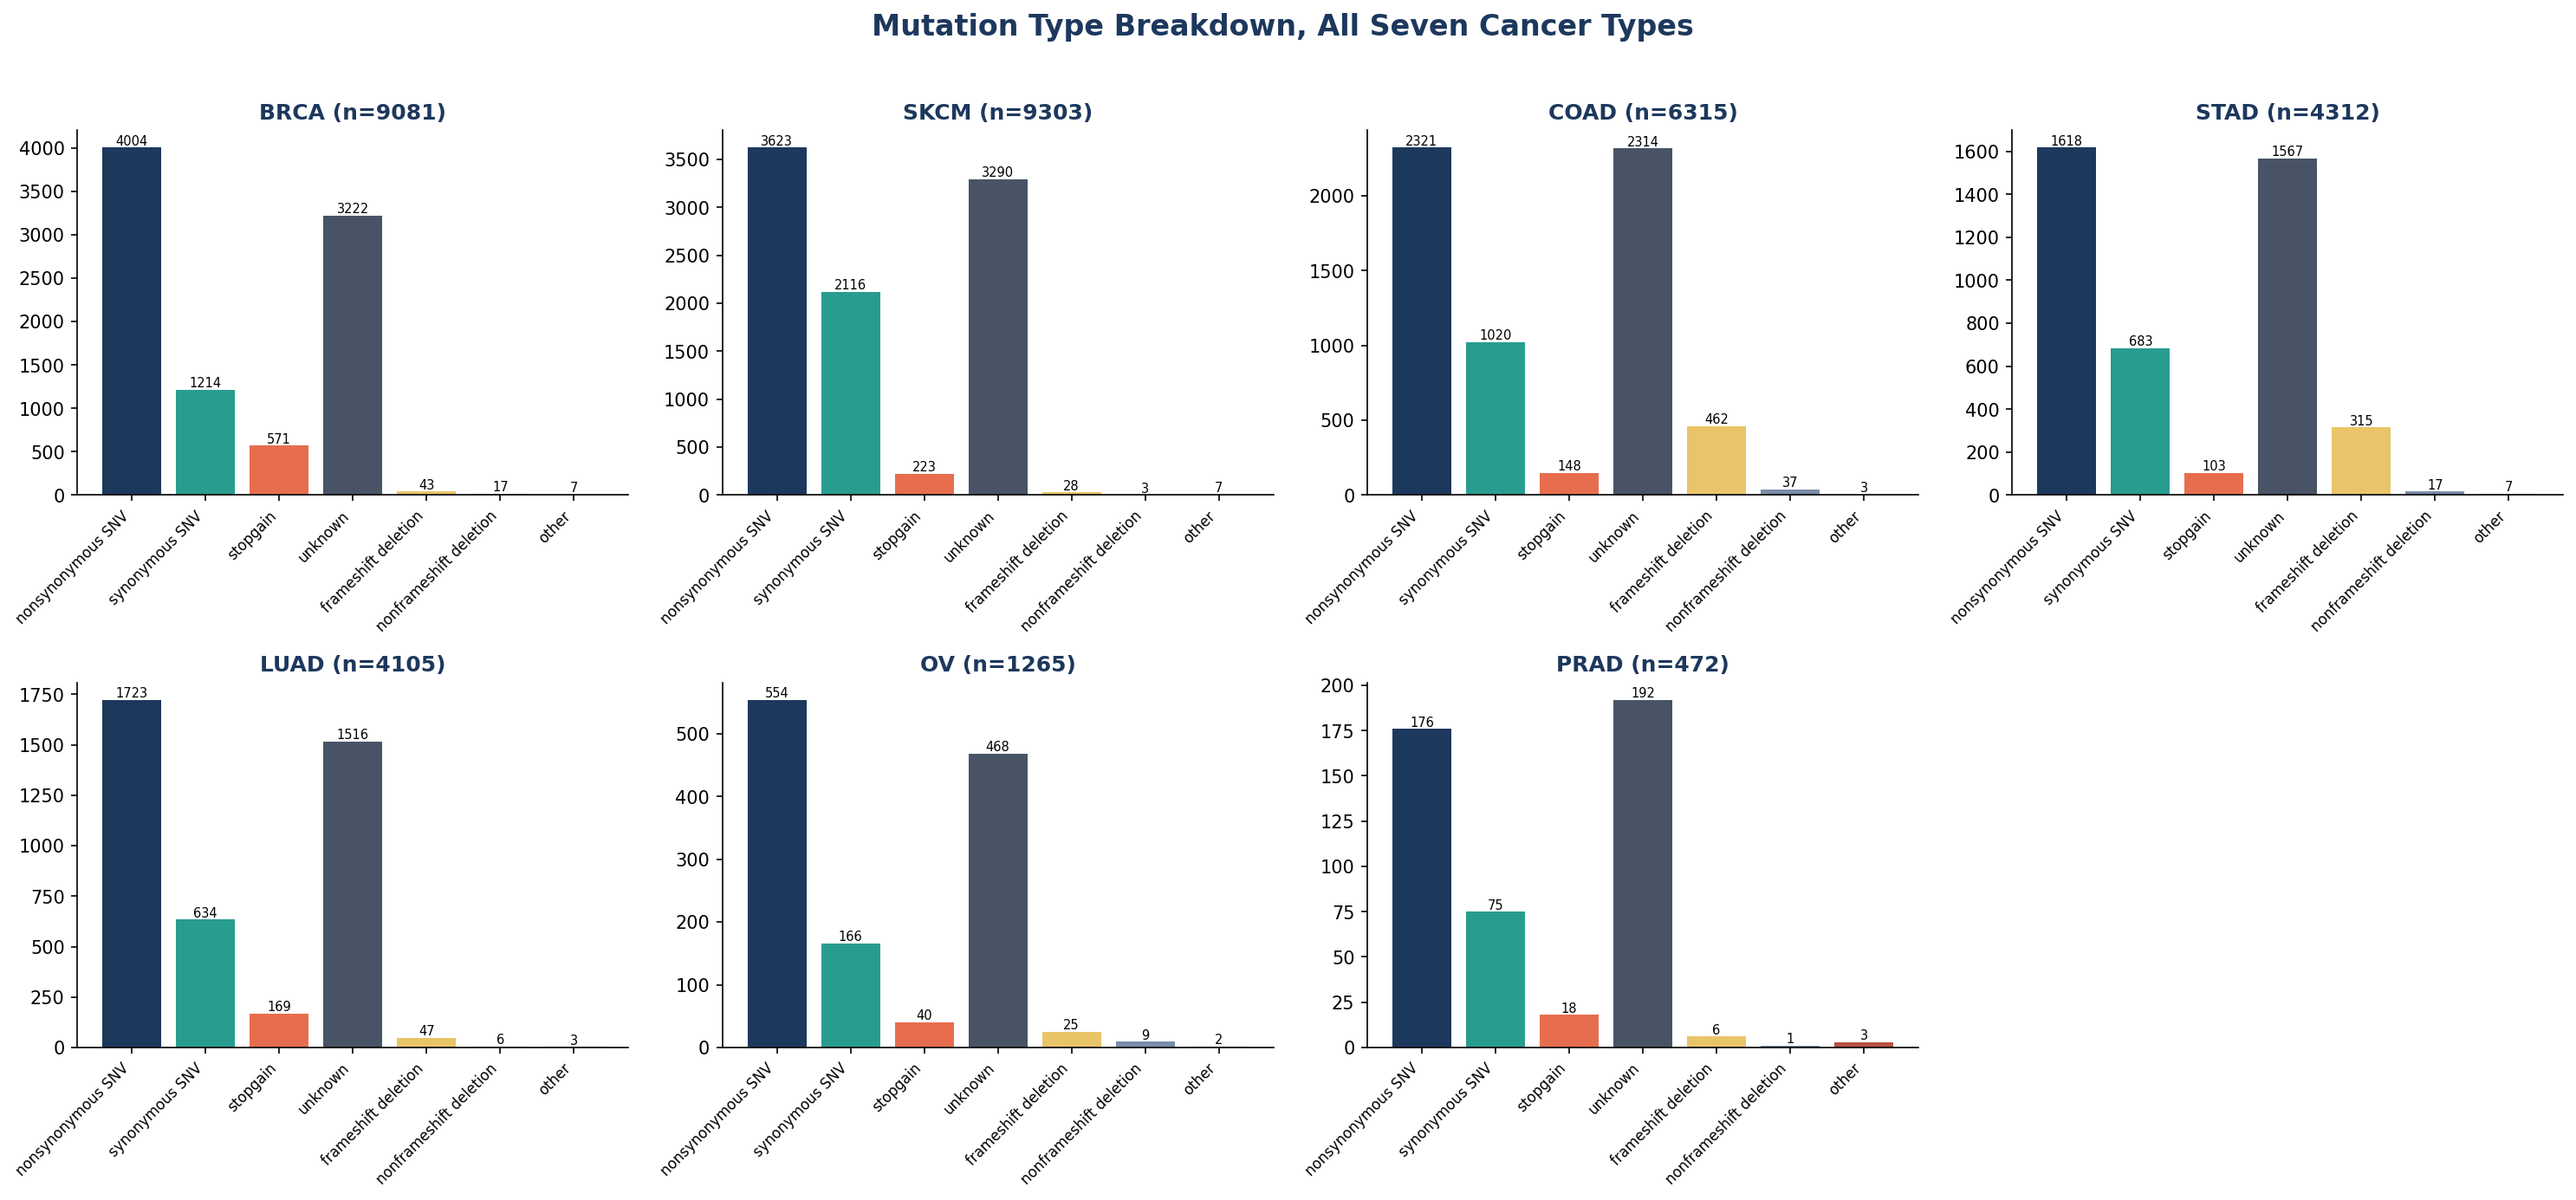 Mutation Type Breakdown, All Seven Cancer Types
BRCA (n=9081)
4000
3500
3000
2500
2000
1500
1000
500
0
4004
1214
571
3222
43
17
7
nonsynonymous SNV
synonymous SNV
stopgain
unknown
frameshift deletion
nonframeshift deletion
other
SKCM (n=9303)
3500
3000
2500
2000
1500
1000
500
0
3623
2116
223
3290
28
3
7
nonsynonymous SNV
synonymous SNV
stopgain
unknown
frameshift deletion
nonframeshift deletion
other
COAD (n=6315)
2000
1500
1000
500
0
2321
1020
148
2314
462
37
3
nonsynonymous SNV
synonymous SNV
stopgain
unknown
frameshift deletion
nonframeshift deletion
other
STAD (n=4312)
1600
1400
1200
1000
800
600
400
200
0
1618
683
103
1567
315
17
7
nonsynonymous SNV
synonymous SNV
stopgain
unknown
frameshift deletion
nonframeshift deletion
other
LUAD (n=4105)
1750
1500
1250
1000
750
500
250
0
1723
634
169
1516
47
6
3
nonsynonymous SNV
synonymous SNV
stopgain
unknown
frameshift deletion
nonframeshift deletion
other
OV (n=1265)
500
400
300
200
100
0
554
166
40
468
25
9
2
nonsynonymous SNV
synonymous SNV
stopgain
unknown
frameshift deletion
nonframeshift deletion
other
PRAD (n=472)
200
175
150
125
100
75
50
25
0
176
75
18
192
6
1
3
nonsynonymous SNV
synonymous SNV
stopgain
unknown
frameshift deletion
nonframeshift deletion
other